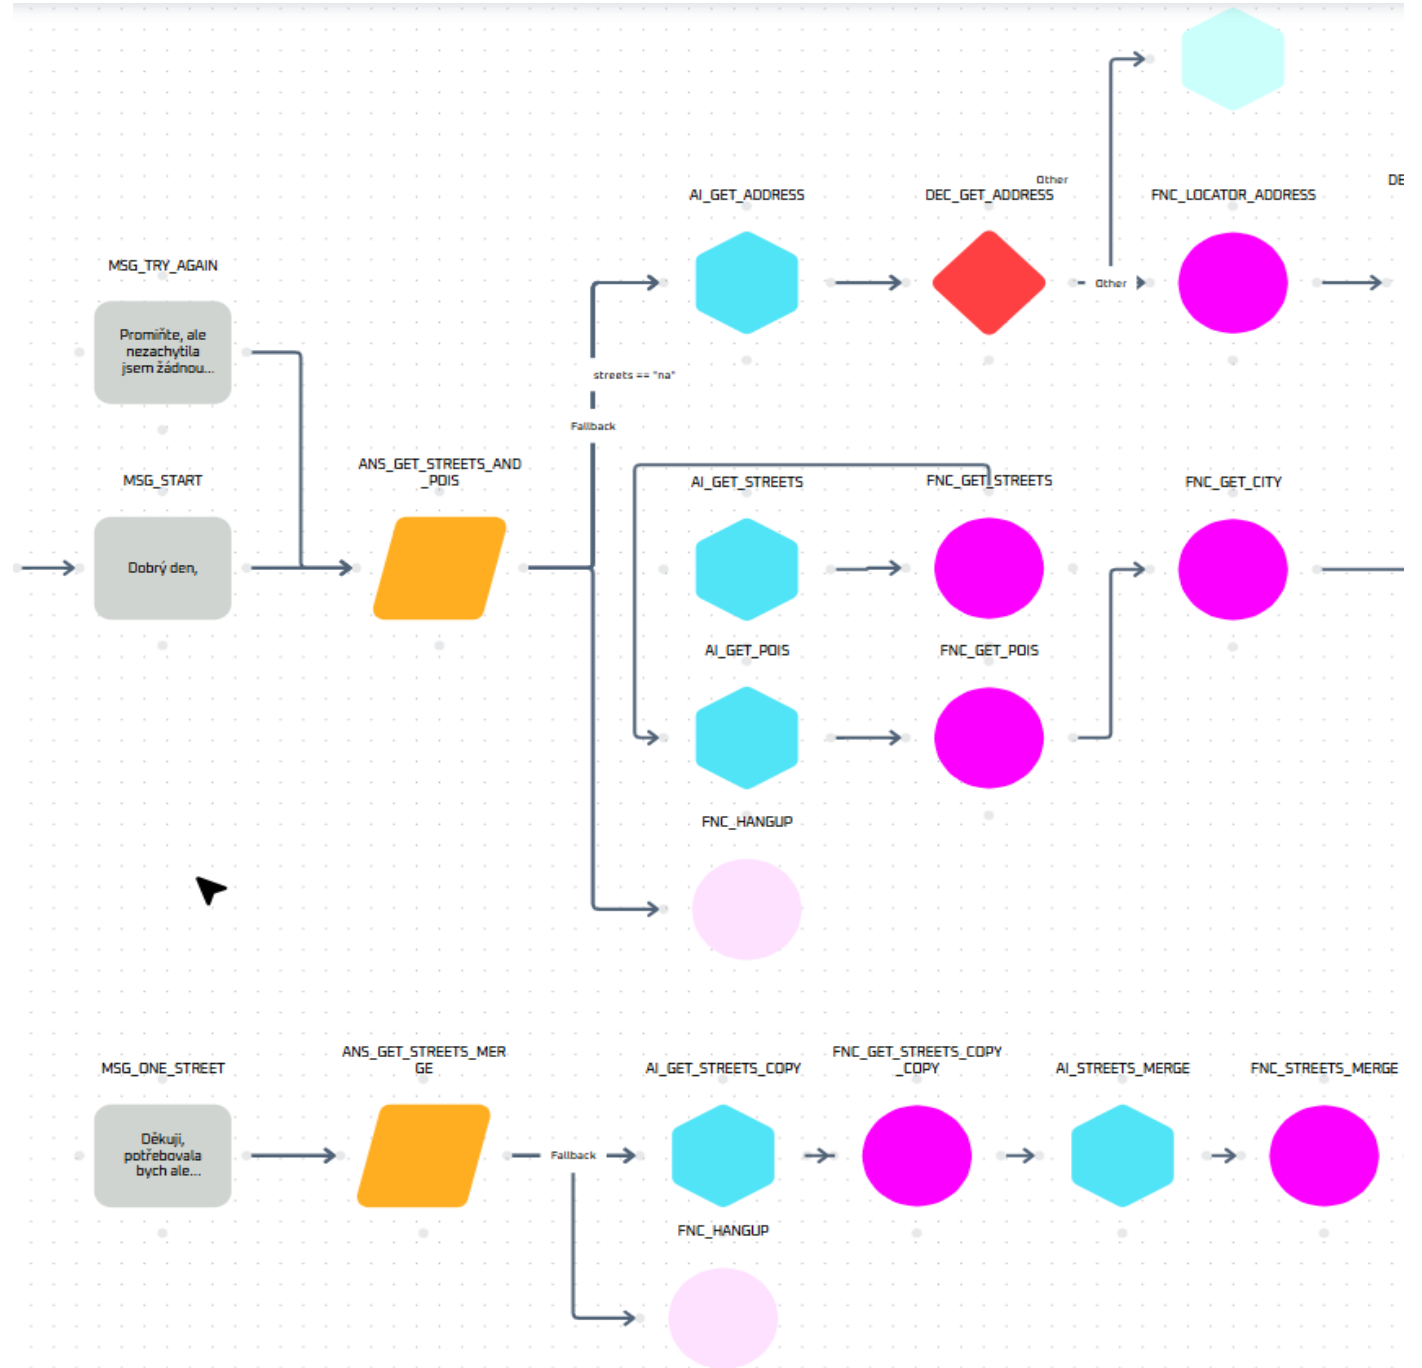 Other
AI_GET_ADDRESS
DEC_GET_ADDRESS
FNC_LOCATOR_ADDRESS
DE
MSG_TRY_AGAIN
Promiňte, ale
nezachytila
jsem žádnou...
Other
streets == "na"
Fallback
MSG_START
Dobrý den,
ANS_GET_STREETS_AND
_POIS
AI_GET_STREETS
FNC_GET_STREETS
FNC_GET_CITY
AI_GET_POIS
FNC_GET_POIS
FNC_HANGUP
MSG_ONE_STREET
Děkuji,
potřebovala
bych ale...
ANS_GET_STREETS_MER
GE
Fallback
AI_GET_STREETS_COPY
FNC_GET_STREETS_COPY
_COPY
AI_STREETS_MERGE
FNC_STREETS_MERGE
FNC_HANGUP